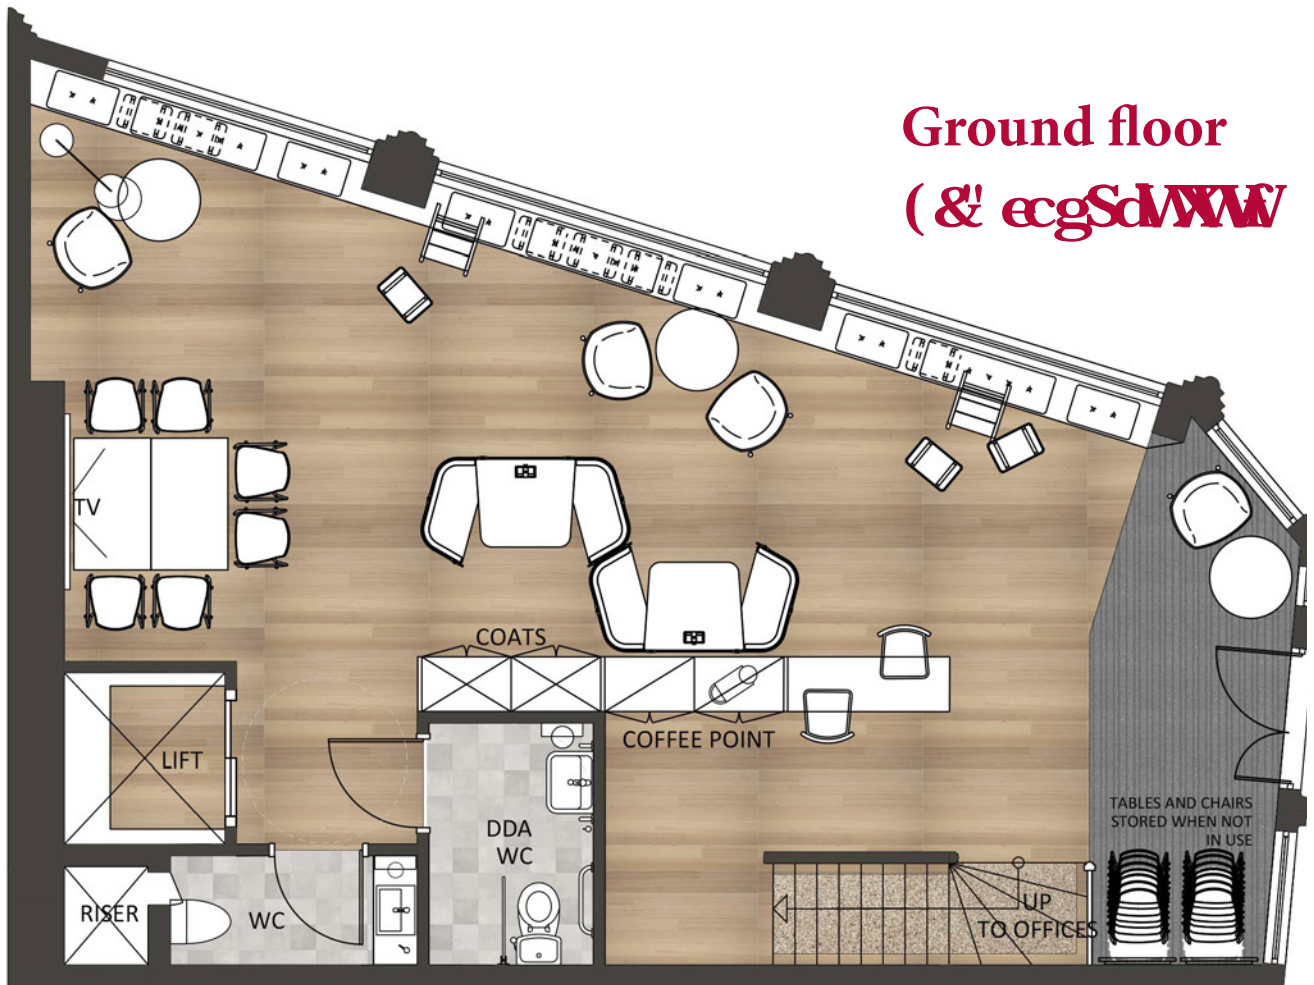 Ground floor
TV
COATS
COFFEE POINT
LIFT
DDA
WC
TABLES AND CHAIRS
STORED WHEN NOT
IN USE
RISER
WC
UP
TO OFFICES